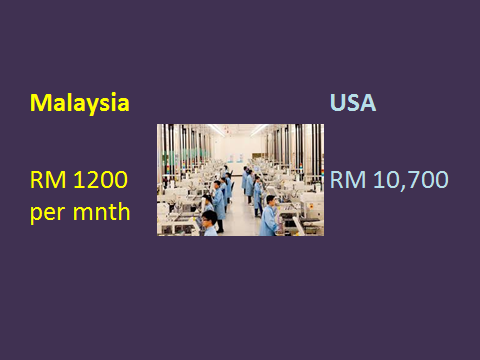 Malaysia
USA
RM 1200
per mnth
RM 10,700